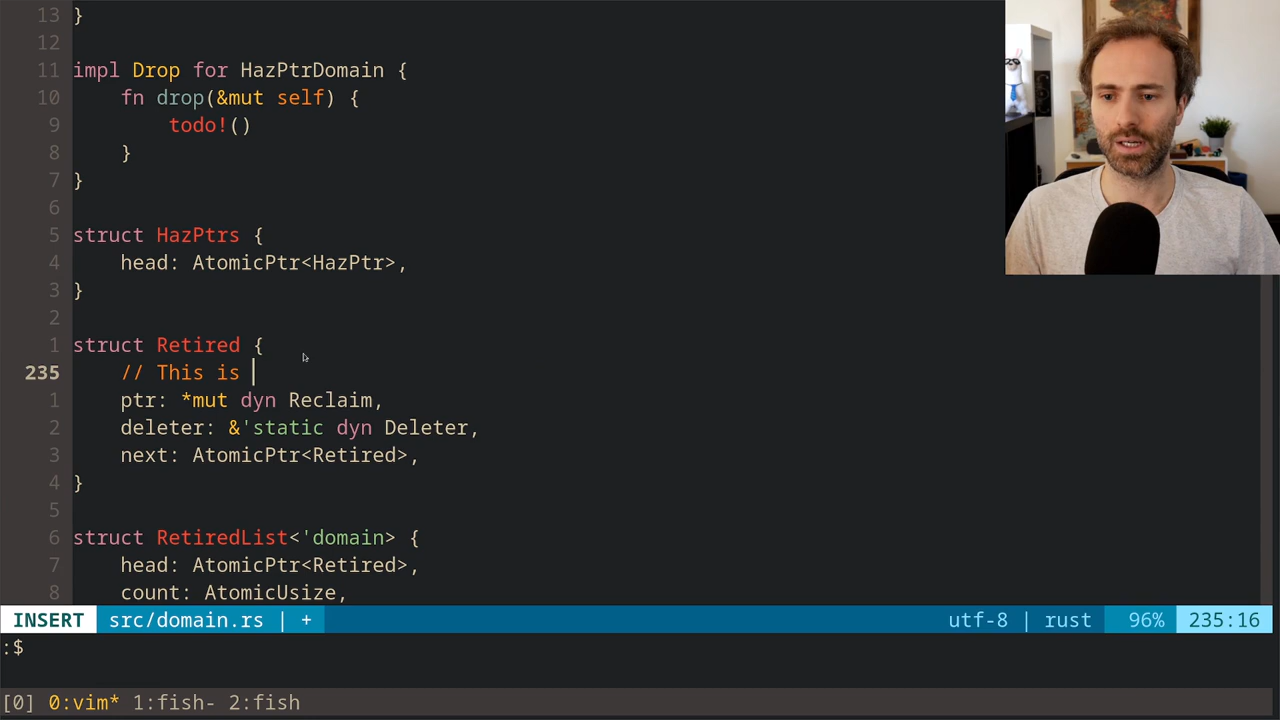 13 }
12
11 impl Drop for HazPtrDomain {
10     fn drop(&mut self) {
9         todo!()
8     }
7 }
6
5 struct HazPtrs {
4     head: AtomicPtr<HazPtr>,
3 }
2
1 struct Retired {
235     // This is
1     ptr: *mut dyn Reclaim,
2     deleter: &'static dyn Deleter,
3     next: AtomicPtr<Retired>,
4 }
5
6 struct RetiredList<'domain> {
7     head: AtomicPtr<Retired>,
8     count: AtomicUsize,
INSERT src/domain.rs | + utf-8 | rust 96% 235:16
:$
[0] 0:vim* 1:fish- 2:fish